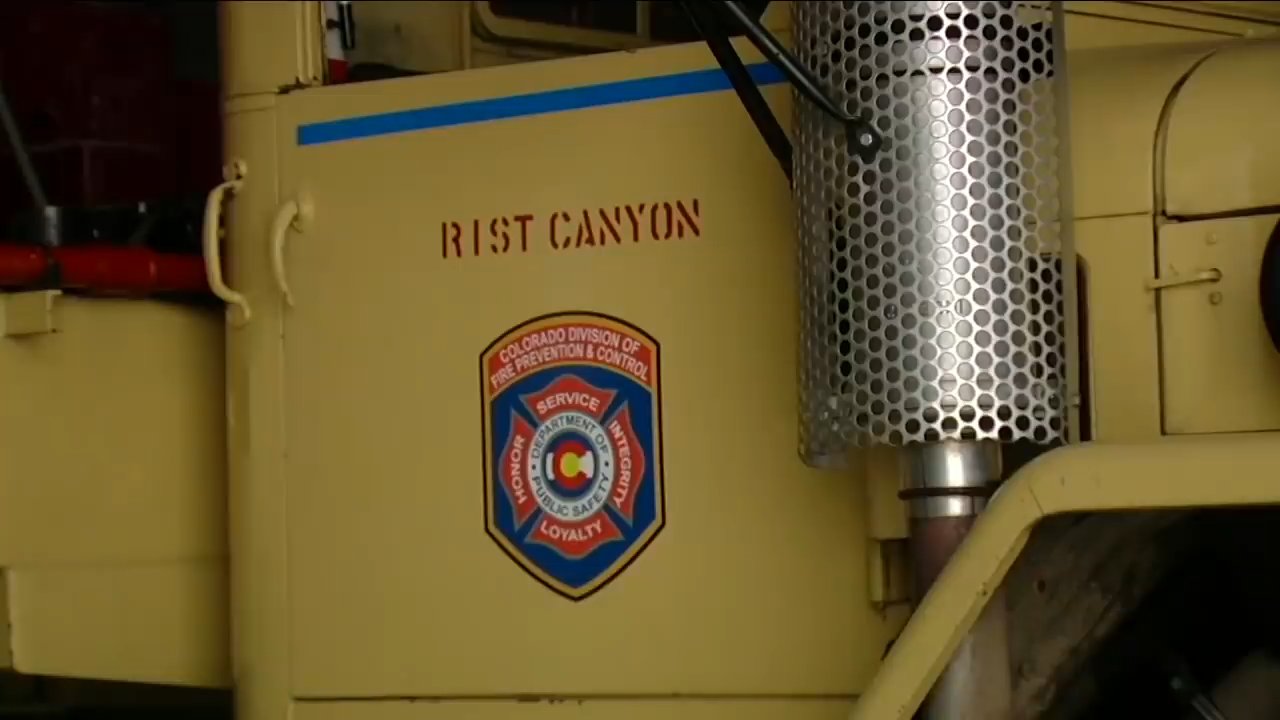 RIST CANYON
COLORADO DIVISION OF
FIRE PREVENTION & CONTROL
SERVICE
HONOR
INTEGRITY
LOYALTY
DEPARTMENT OF
PUBLIC SAFETY